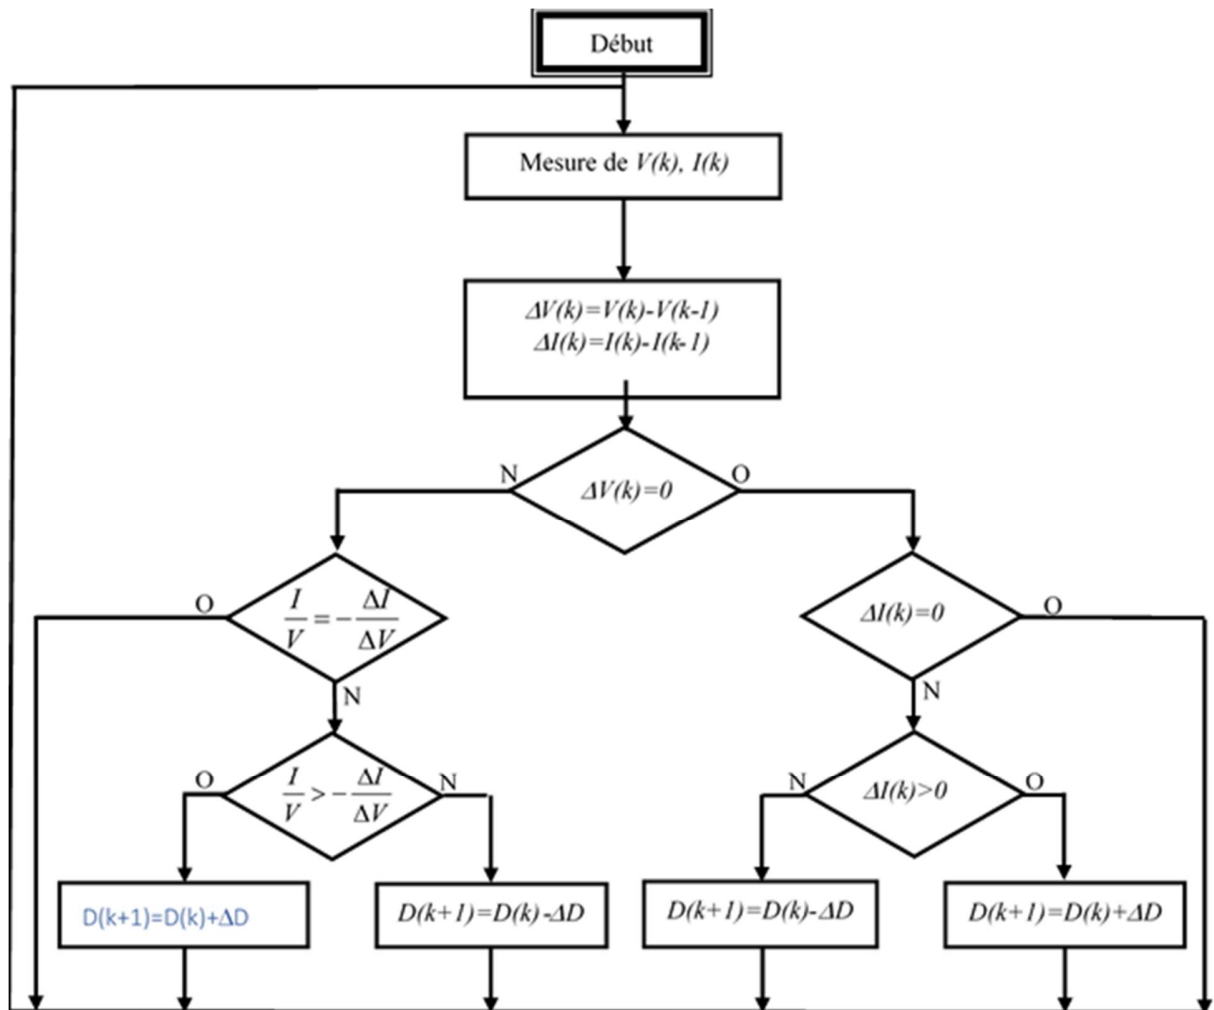 Début
Mesure de V(k), I(k)
ΔV(k)=V(k)-V(k-1)
ΔI(k)=I(k)-I(k-1)
N
ΔV(k)=0
O
O
I/V = -ΔI/ΔV
ΔI(k)=0
O
N
N
O
I/V > -ΔI/ΔV
N
N
ΔI(k)>0
O
D(k+1)=D(k)+ΔD
D(k+1)=D(k)-ΔD
D(k+1)=D(k)-ΔD
D(k+1)=D(k)+ΔD